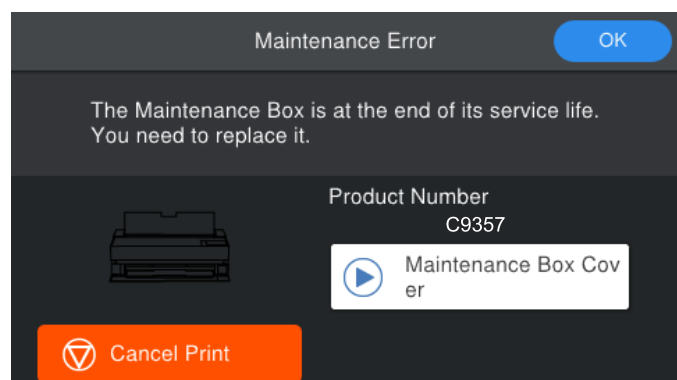 Maintenance Error
OK
The Maintenance Box is at the end of its service life.
You need to replace it.
Product Number
C9357
Maintenance Box Cov
er
Cancel Print